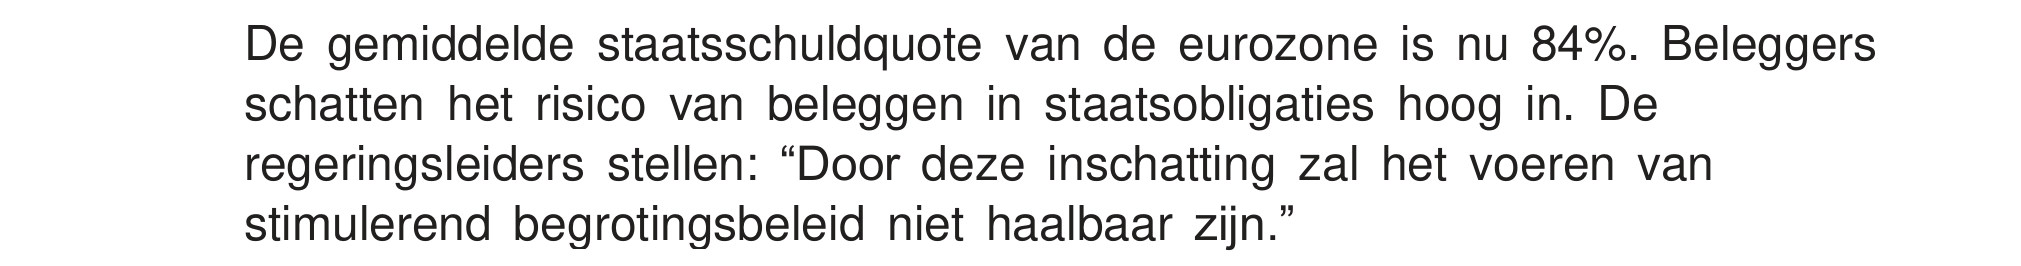 De gemiddelde staatsschuldquote van de eurozone is nu 84%. Beleggers
schatten het risico van beleggen in staatsobligaties hoog in. De
regeringsleiders stellen: “Door deze inschatting zal het voeren van
stimulerend begrotingsbeleid niet haalbaar zijn.”